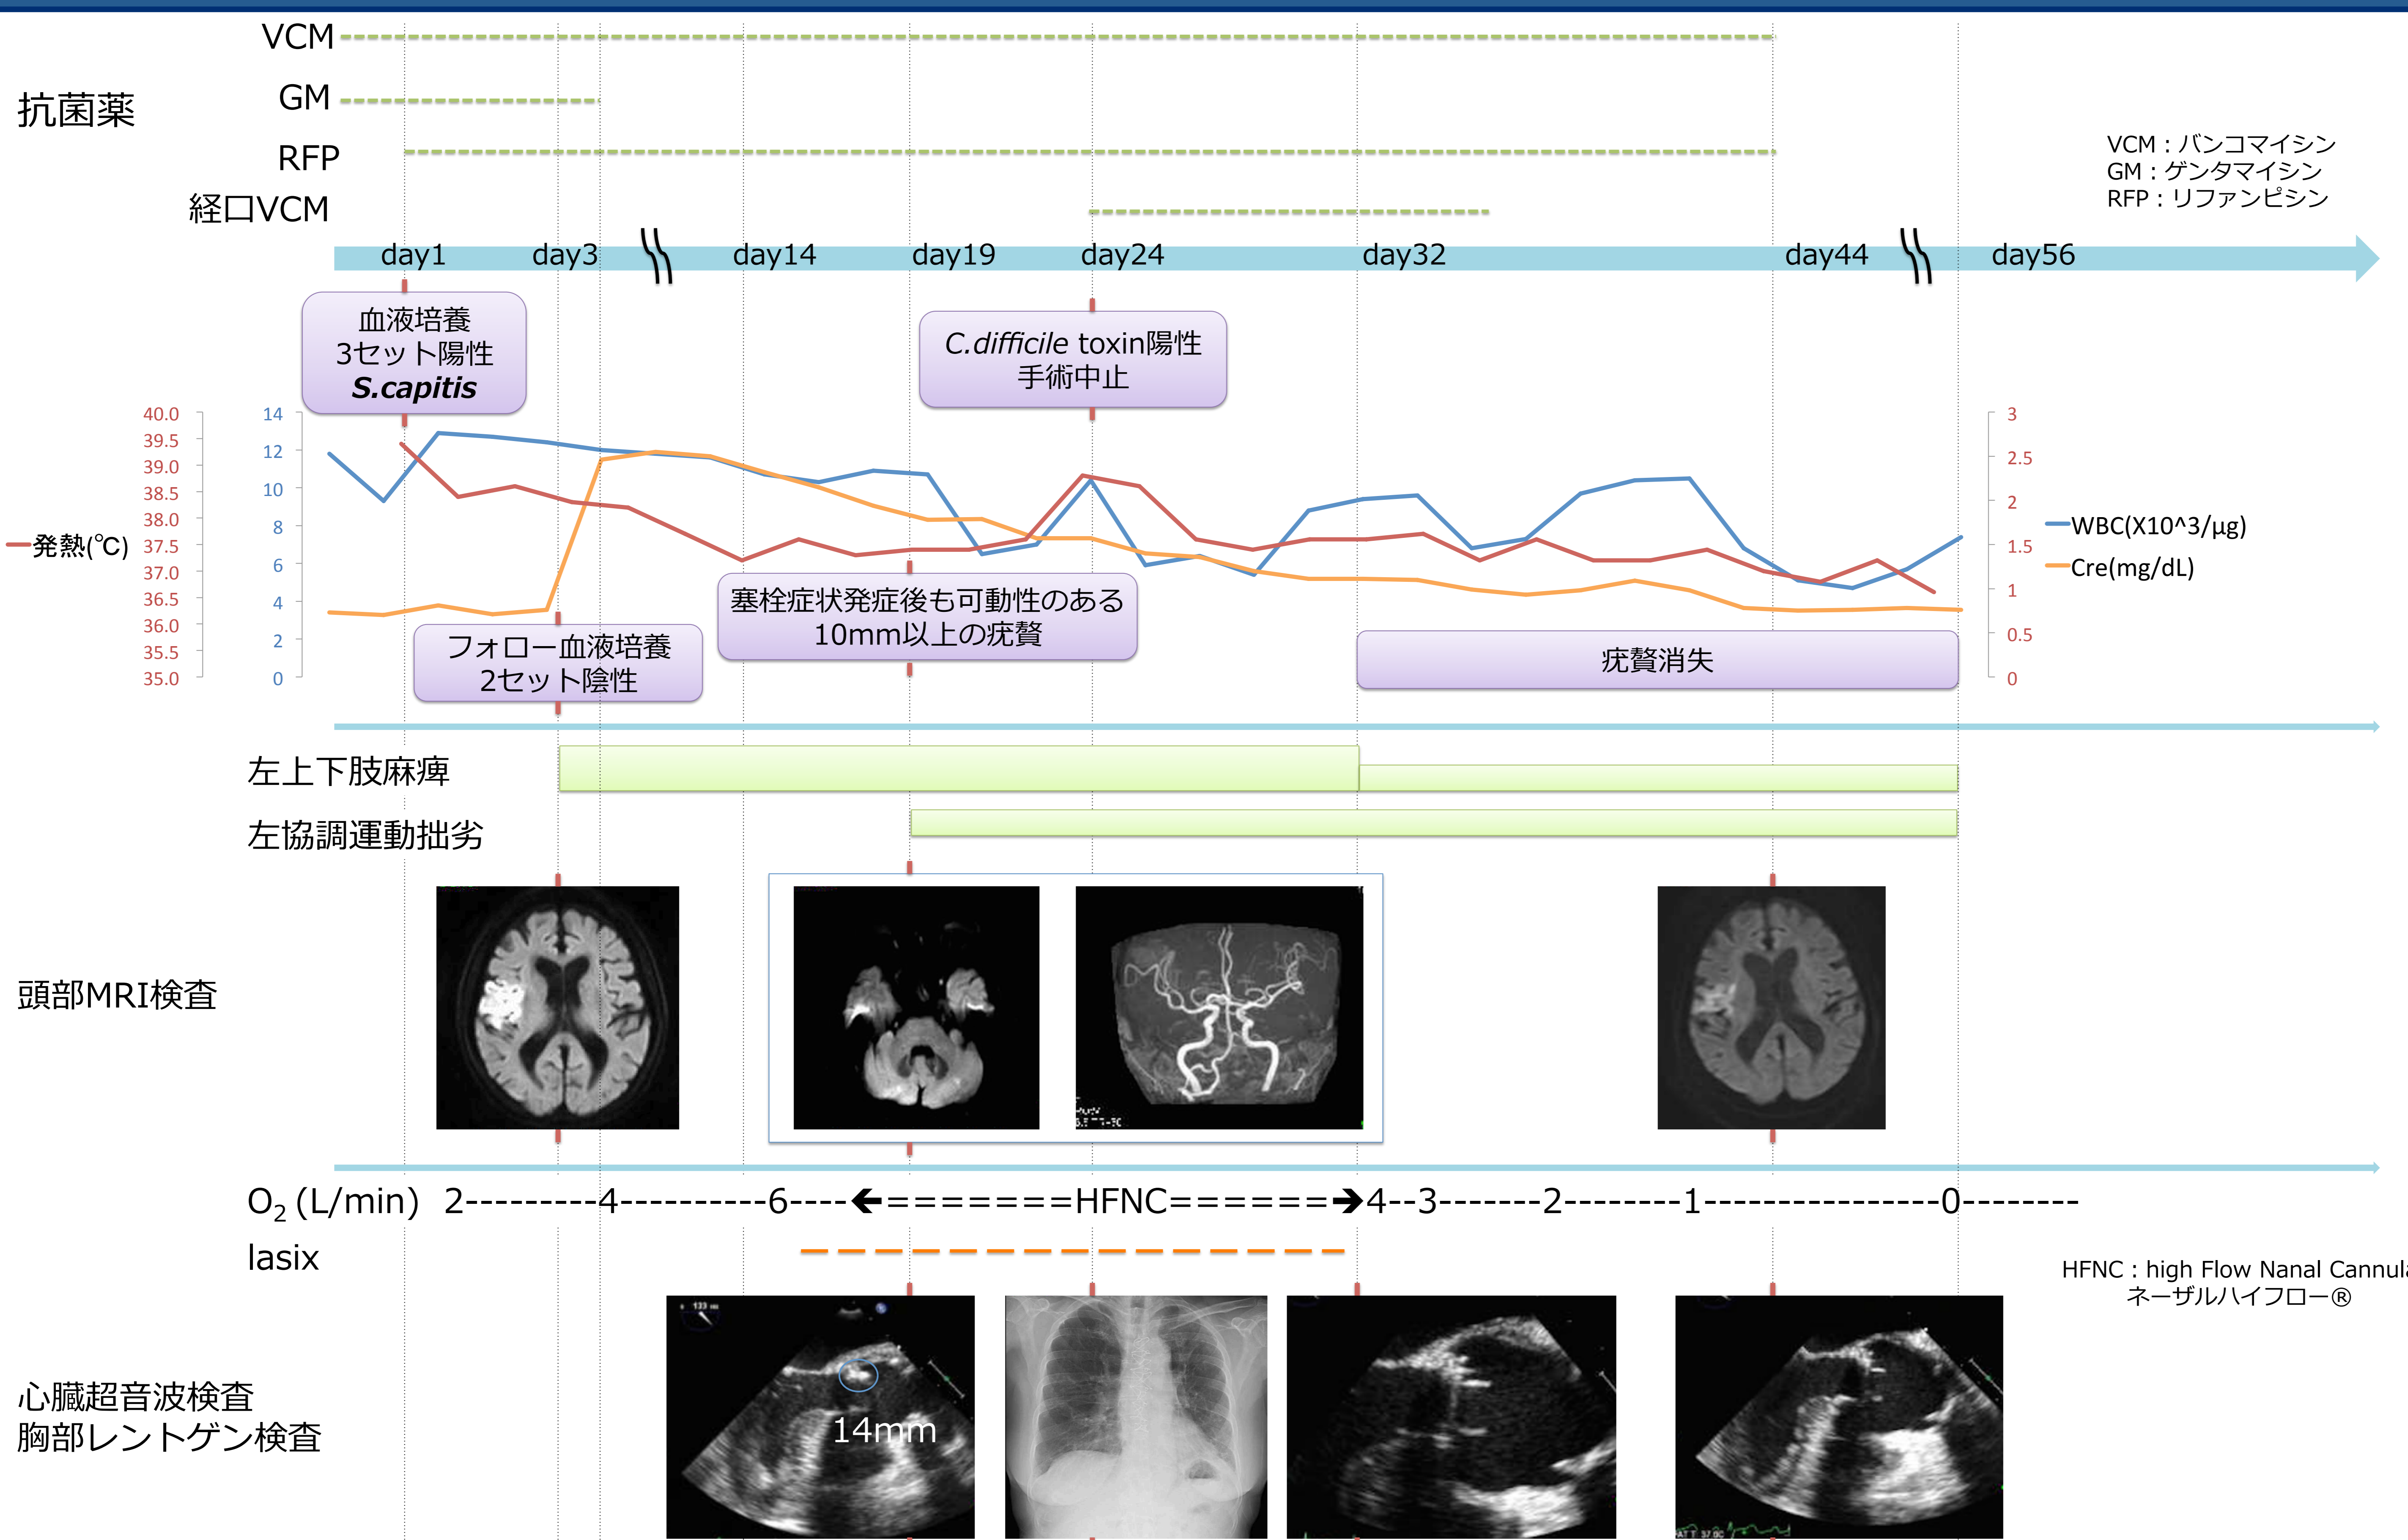 VCM
GM
抗菌薬
RFP
経口VCM
VCM：バンコマイシン
GM：ゲンタマイシン
RFP：リファンピシン
day1 day3 day14 day19 day24 day32 day44 day56
血液培養
3セット陽性
S.capitis
C.difficile toxin陽性
手術中止
40.0
39.5
39.0
38.5
38.0
37.5
37.0
36.5
36.0
35.5
35.0
14
12
10
8
6
4
2
0
3
2.5
2
1.5
1
0.5
0
発熱(℃)
WBC(X10^3/μg)
Cre(mg/dL)
塞栓症状発症後も可動性のある
10mm以上の疣贅
フォロー血液培養
2セット陰性
疣贅消失
左上下肢麻痺
左協調運動拙劣
頭部MRI検査
O2 (L/min) 2----------4-----------6----🡸=======HFNC======🡺4--3-------2--------1----------------0--------
lasix
HFNC：high Flow Nanal Cannula
ネーザルハイフロー®
心臓超音波検査
胸部レントゲン検査
133
14mm
PAT T 37.0C